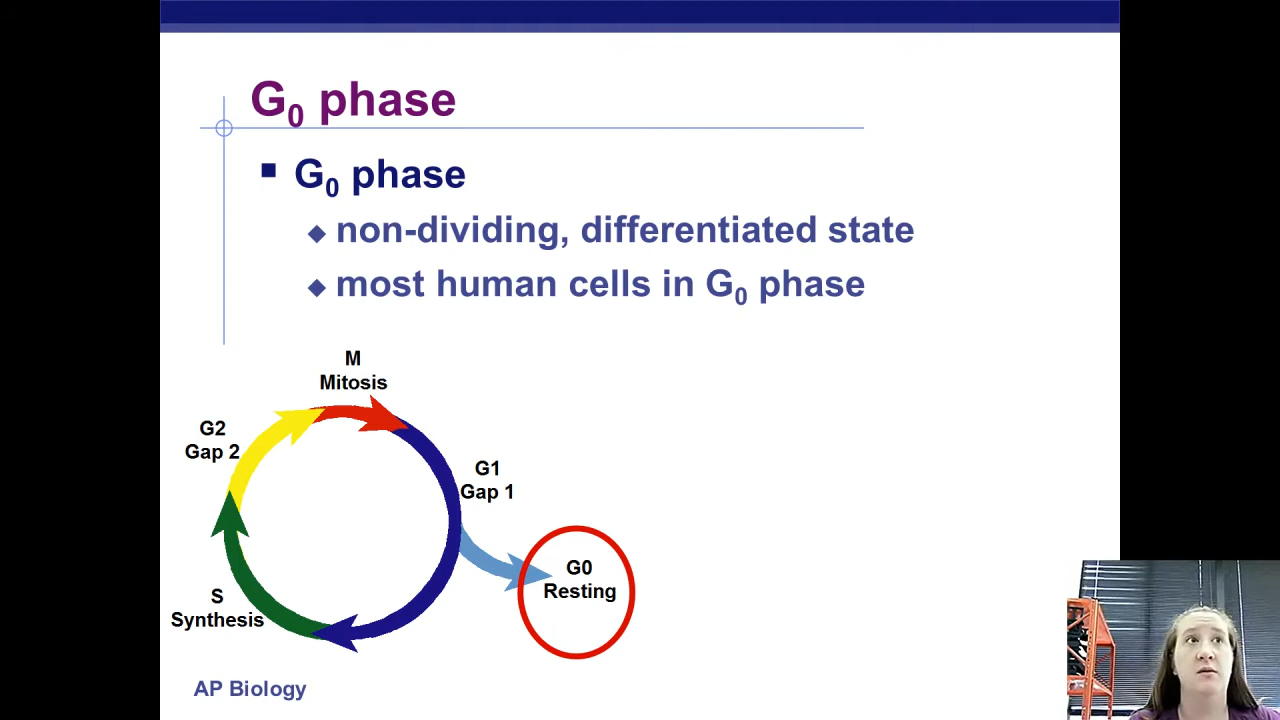 G₀ phase
G₀ phase
non-dividing, differentiated state
most human cells in G₀ phase
M
Mitosis
G2
Gap 2
G1
Gap 1
G0
Resting
S
Synthesis
AP Biology